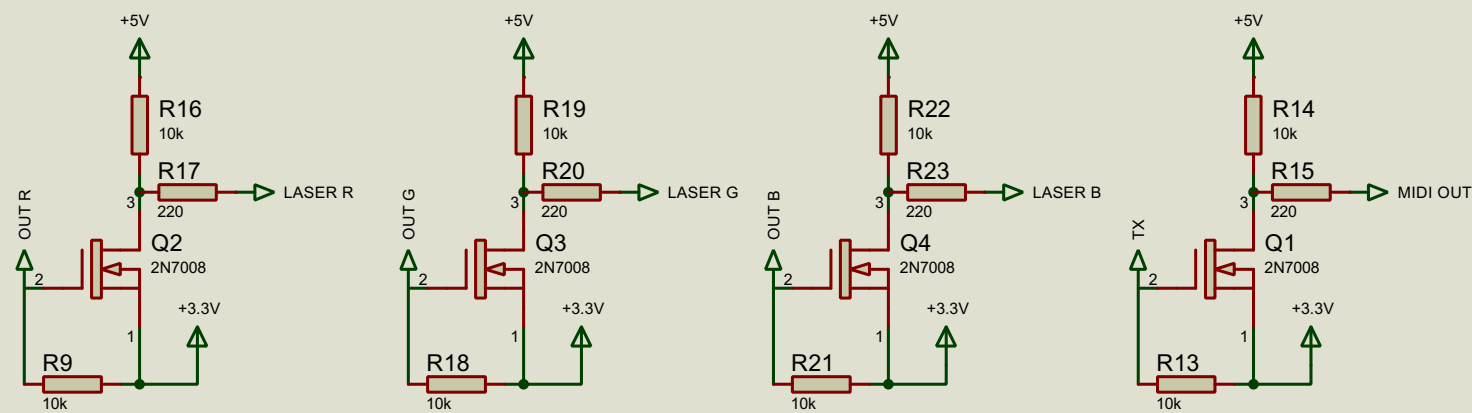 +5V
R16
10k
R17
220
LASER R
OUT R
3
Q2
2N7008
2
+3.3V
1
R9
10k
+5V
R19
10k
R20
220
LASER G
OUT G
3
Q3
2N7008
2
+3.3V
1
R18
10k
+5V
R22
10k
R23
220
LASER B
OUT B
3
Q4
2N7008
2
+3.3V
1
R21
10k
+5V
R14
10k
R15
220
MIDI OUT
TX
3
Q1
2N7008
2
+3.3V
1
R13
10k